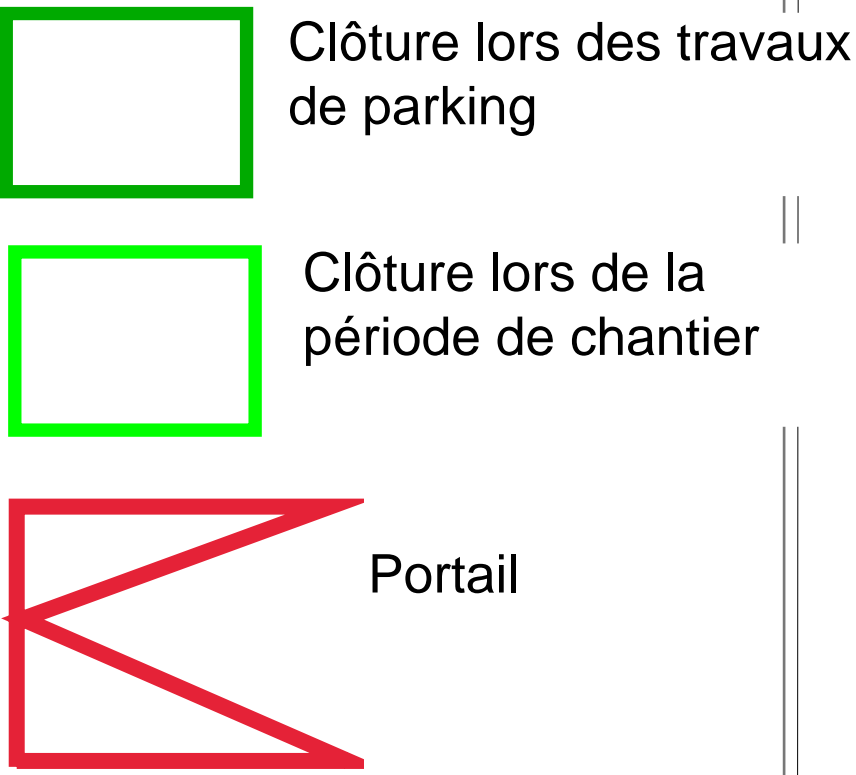 Clôture lors des travaux
de parking
Clôture lors de la
période de chantier
Portail